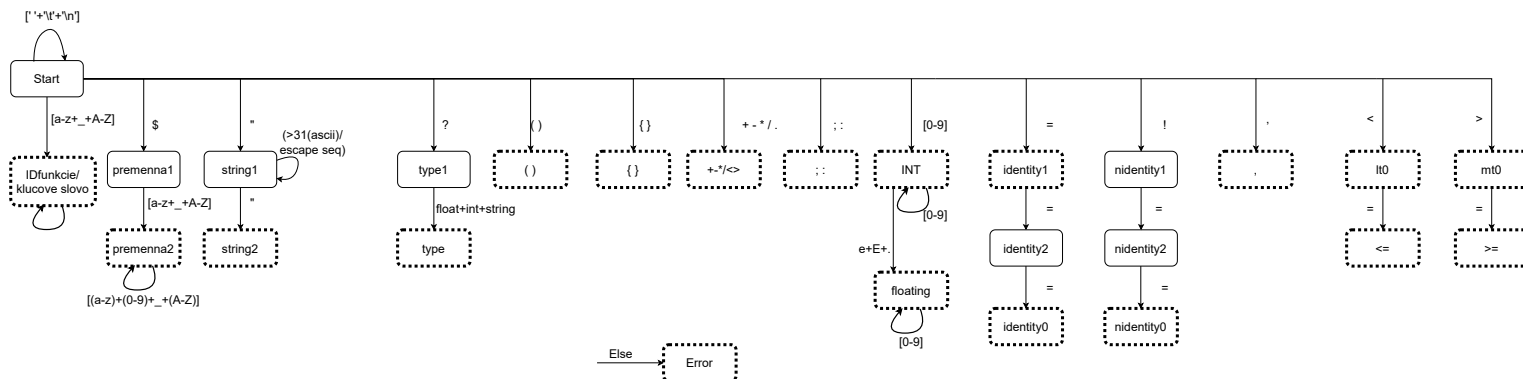 [' '+'\t'+'\n']
Start
[a-z+_+A-Z]
$
"
(>31(ascii)/
escape seq)
?
( )
{ }
+ - * / .
; :
[0-9]
=
!
,
<
>
IDfunkcie/
klucove slovo
premenna1
string1
type1
( )
{ }
+-*/<>
; :
INT
identity1
nidentity1
,
lt0
mt0
[a-z+_+A-Z]
"
float+int+string
[0-9]
=
=
=
=
premenna2
string2
type
e+E+.
identity2
nidentity2
<=
>=
[(a-z)+(0-9)+_+(A-Z)]
floating
=
=
[0-9]
identity0
nidentity0
Else
Error